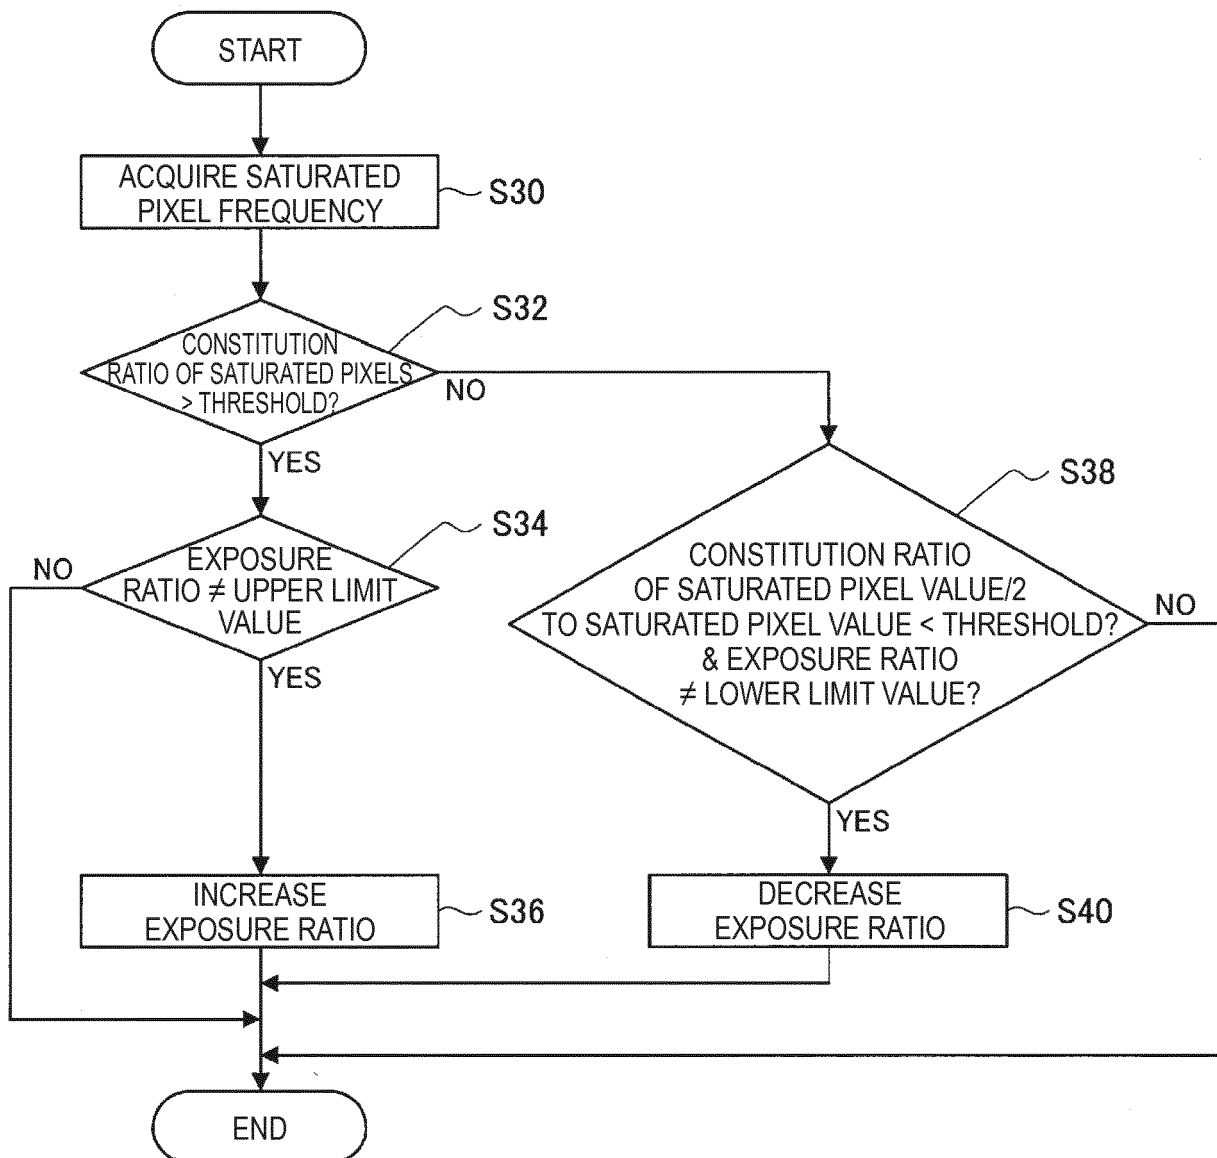 START
ACQUIRE SATURATED
PIXEL FREQUENCY
S30
S32
CONSTITUTION
RATIO OF SATURATED PIXELS
> THRESHOLD?
NO
YES
S34
EXPOSURE
RATIO ≠ UPPER LIMIT
VALUE
NO
YES
S38
CONSTITUTION RATIO
OF SATURATED PIXEL VALUE/2
TO SATURATED PIXEL VALUE < THRESHOLD?
& EXPOSURE RATIO
≠ LOWER LIMIT VALUE?
NO
YES
INCREASE
EXPOSURE RATIO
S36
DECREASE
EXPOSURE RATIO
S40
END